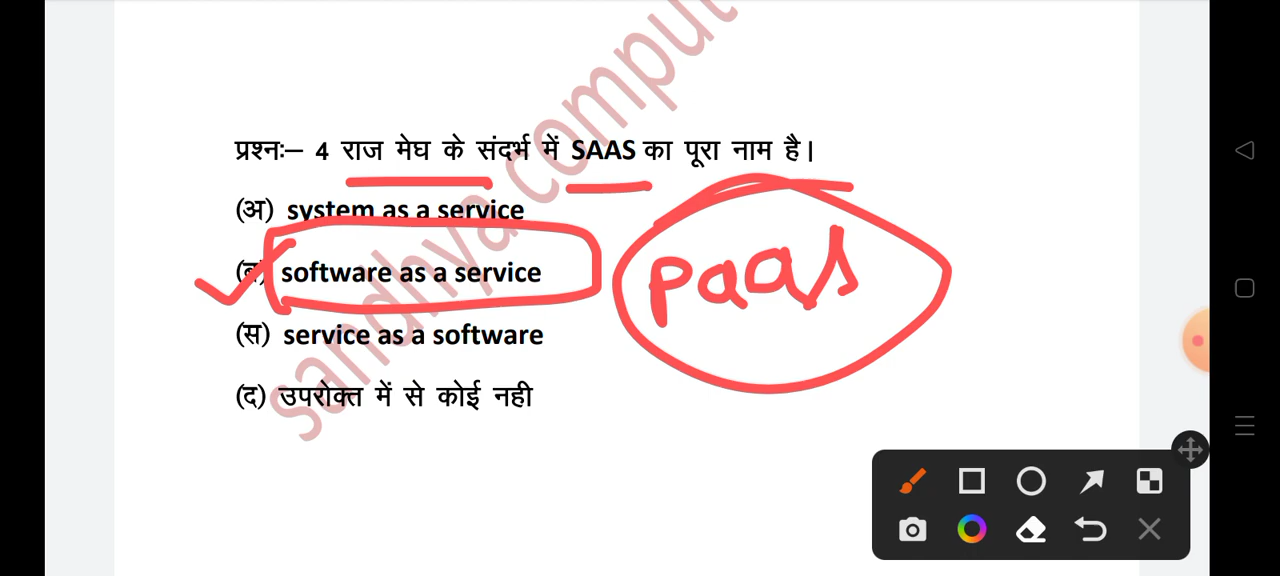 sandhya comput
प्रश्नः– 4 राज मेघ के संदर्भ में SAAS का पूरा नाम है।
(अ) system as a service
(ब) software as a service
paas
(स) service as a software
(द) उपरोक्त में से कोई नही